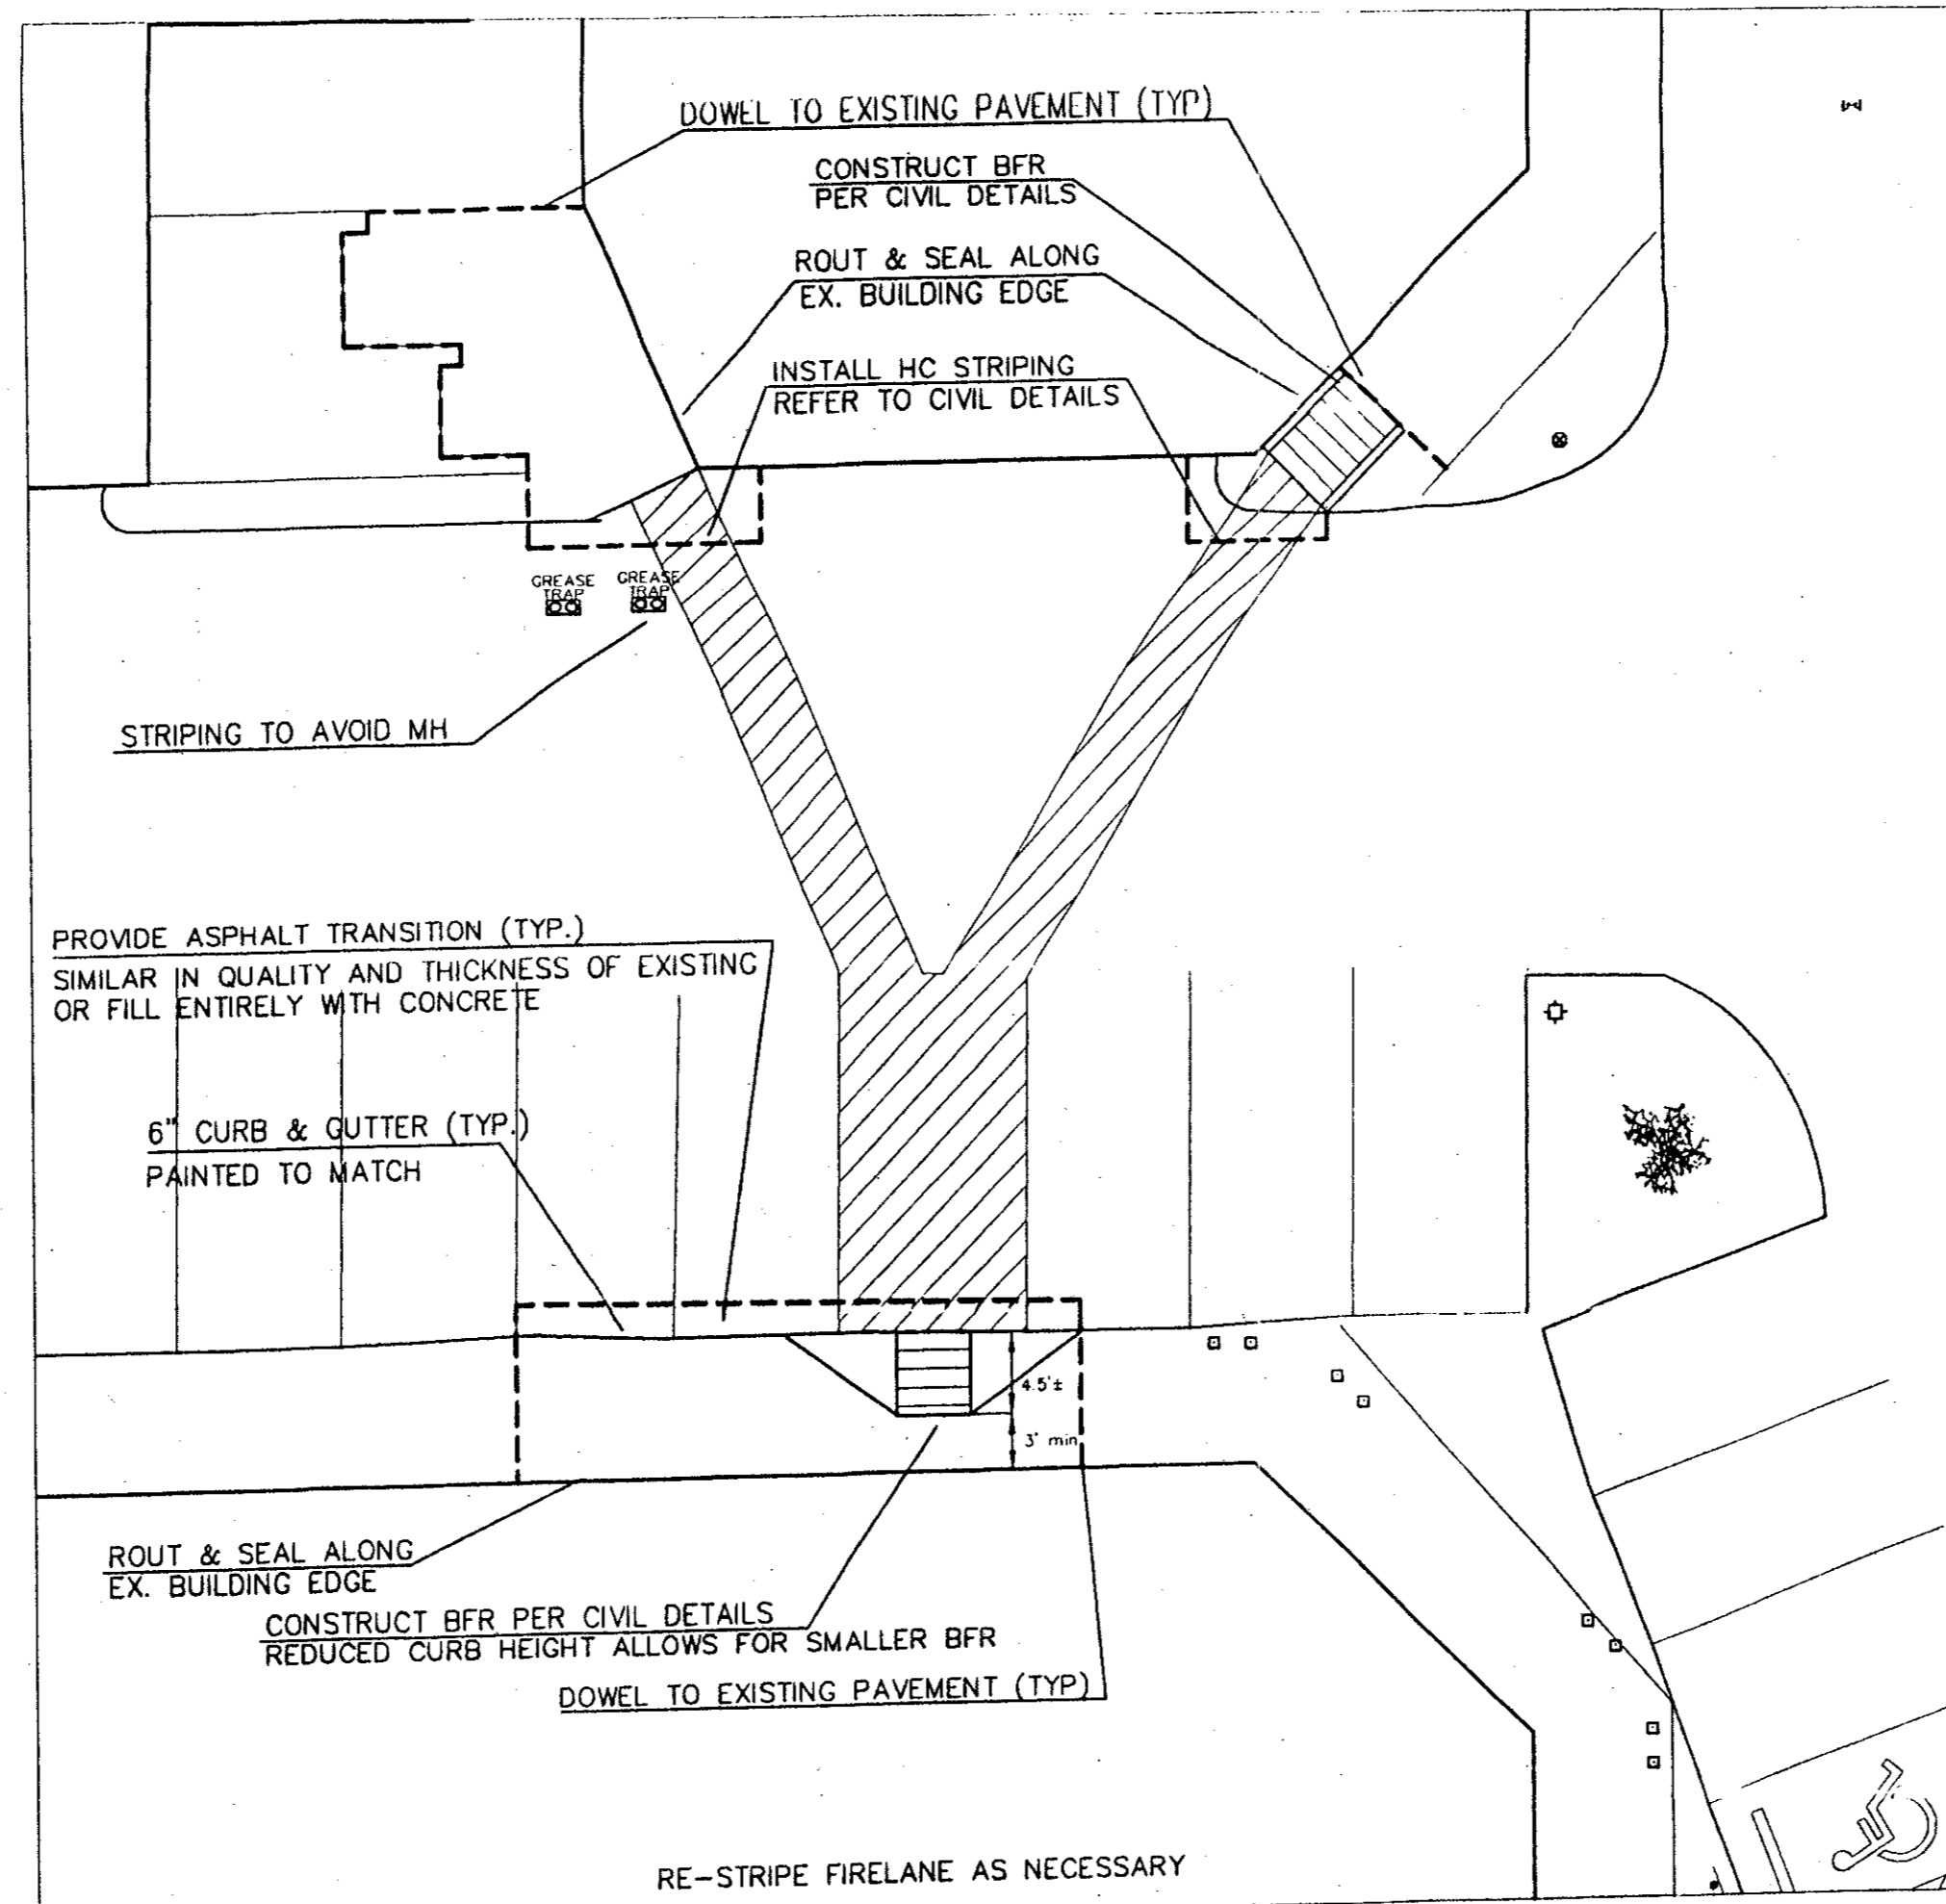 DOWEL TO EXISTING PAVEMENT (TYP)
CONSTRUCT BFR
PER CIVIL DETAILS
ROUT & SEAL ALONG
EX. BUILDING EDGE
INSTALL HC STRIPING
REFER TO CIVIL DETAILS
GREASE
TRAP
GREASE
TRAP
STRIPING TO AVOID MH
PROVIDE ASPHALT TRANSITION (TYP.)
SIMILAR IN QUALITY AND THICKNESS OF EXISTING
OR FILL ENTIRELY WITH CONCRETE
6" CURB & GUTTER (TYP.)
PAINTED TO MATCH
4.5'±
3' min
ROUT & SEAL ALONG
EX. BUILDING EDGE
CONSTRUCT BFR PER CIVIL DETAILS
REDUCED CURB HEIGHT ALLOWS FOR SMALLER BFR
DOWEL TO EXISTING PAVEMENT (TYP)
RE-STRIPE FIRELANE AS NECESSARY